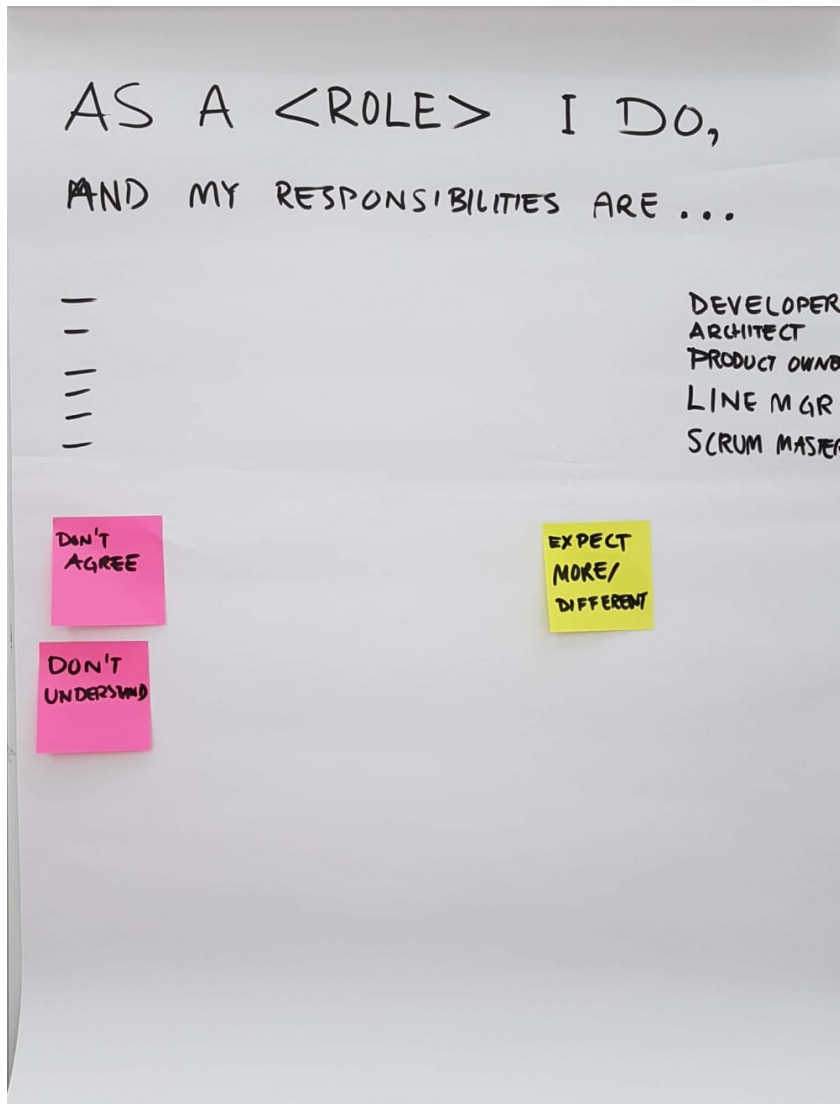 AS A <ROLE> I DO,
AND MY RESPONSIBILITIES ARE ...
–
–
–
–
–
–
DEVELOPER
ARCHITECT
PRODUCT OWNE
LINE MGR
SCRUM MASTER
DON'T
AGREE
EXPECT
MORE/
DIFFERENT
DON'T
UNDERSTAND